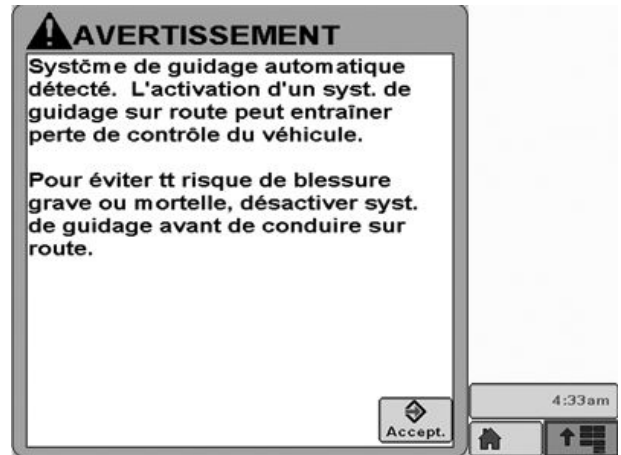 AVERTISSEMENT
Systčme de guidage automatique
détecté. L'activation d'un syst. de
guidage sur route peut entraîner
perte de contrôle du véhicule.
Pour éviter tt risque de blessure
grave ou mortelle, désactiver syst.
de guidage avant de conduire sur
route.
Accept.
4:33am